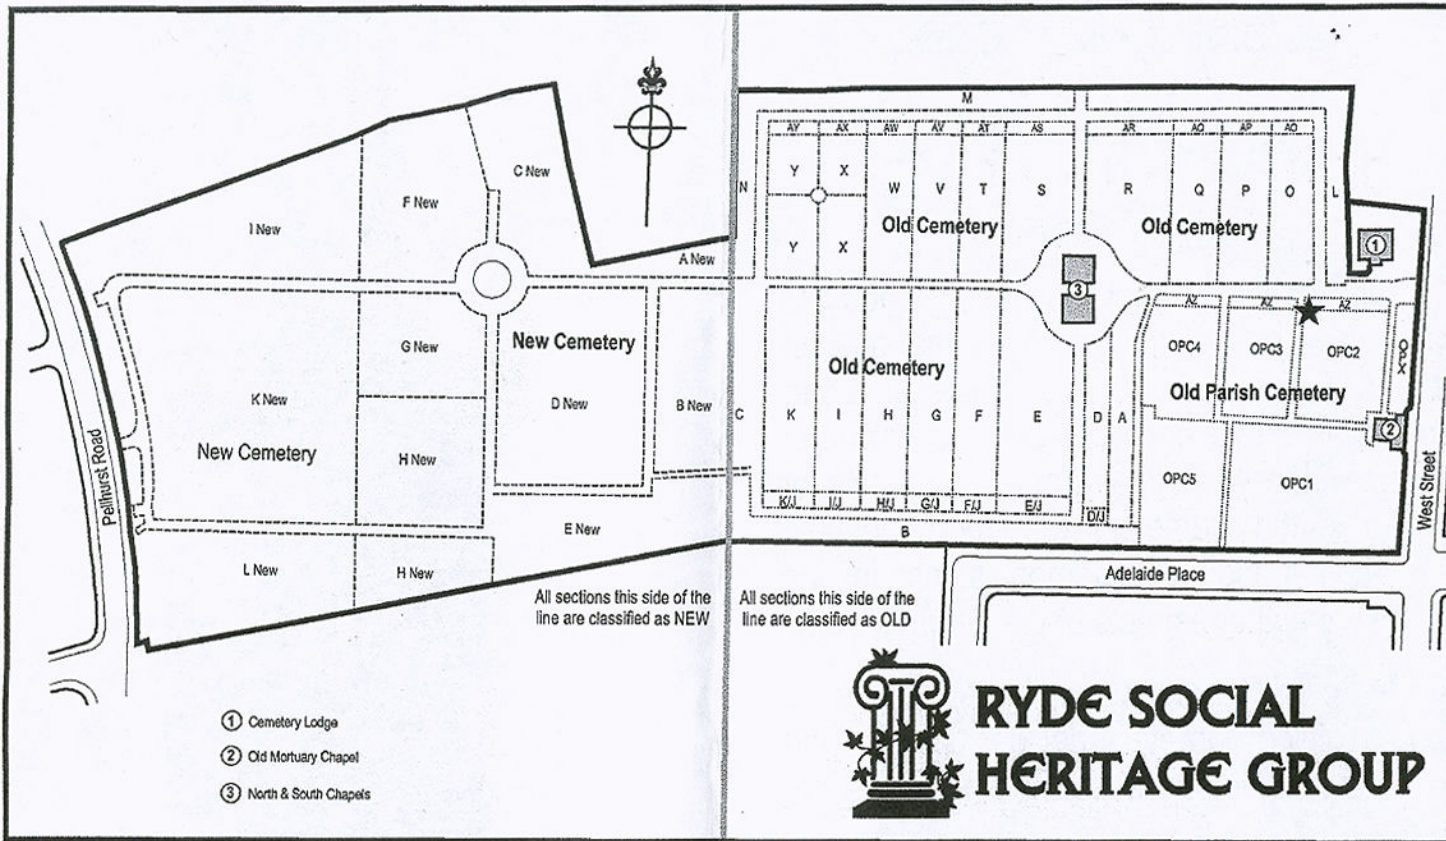 M
AY AX AW AV AT AS AR AQ AP AO
C New
F New
I New
N
Y X W V T S R Q P O L
Old Cemetery Old Cemetery
Y X
A New
1
3
AZ AZ AZ
New Cemetery
G New
OPC4 OPC3 OPC2
OPX
Old Cemetery
Old Parish Cemetery
K New
D New
B New
C K I H G F E D A
2
New Cemetery
H New
Pellhurst Road
OPC5 OPC1
West Street
K/J I/J H/J G/J F/J E/J D/J
B
E New
L New
H New
Adelaide Place
All sections this side of the
line are classified as NEW
All sections this side of the
line are classified as OLD
1 Cemetery Lodge
2 Old Mortuary Chapel
3 North & South Chapels
RYDE SOCIAL
HERITAGE GROUP